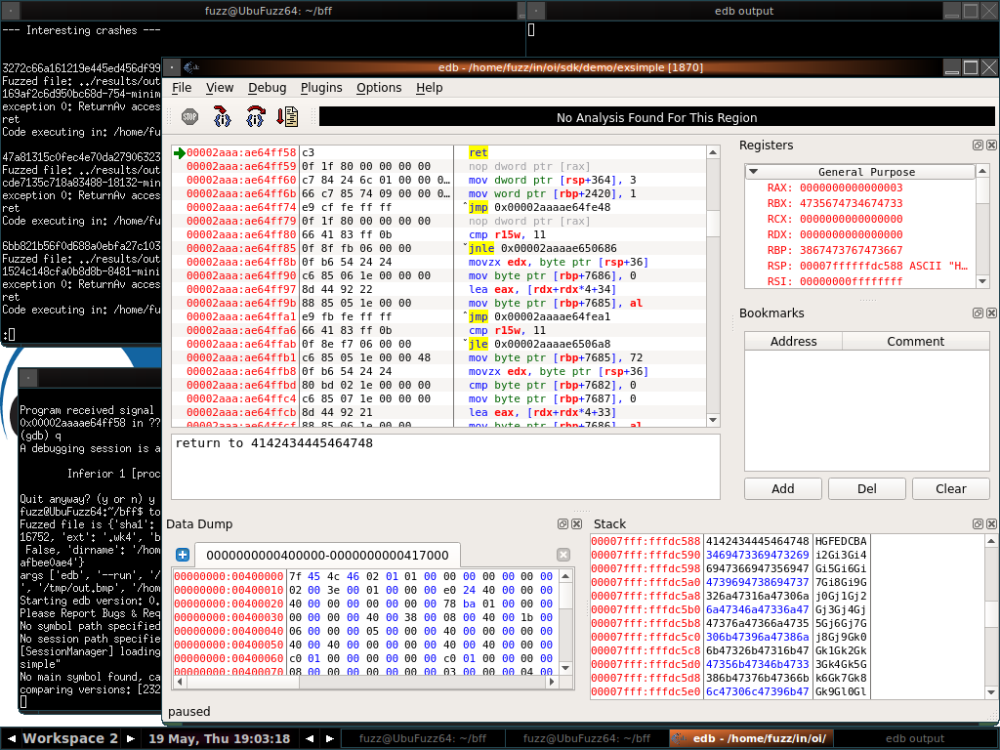 fuzz@UbuFuzz64: ~/bff
edb output
--- Interesting crashes ---
3272c66a161219e445ed456df99
Fuzzed file: ../results/out
169af2c6d950bc68d-754-minim
exception 0: ReturnAv acces
ret
Code executing in: /home/fu
47a81315c0fec4e70da27906323
Fuzzed file: ../results/out
cde7135c718a83488-18132-min
exception 0: ReturnAv acces
ret
Code executing in: /home/fu
6bb821b56f0d688a0ebfa27c103
Fuzzed file: ../results/out
1524c148cfa0b8d8b-8481-mini
exception 0: ReturnAv acces
ret
Code executing in: /home/fu
:
edb - /home/fuzz/in/oi/sdk/demo/exsimple [1870]
File View Debug Plugins Options Help
STOP
No Analysis Found For This Region
00002aaa:ae64ff58 c3 ret
00002aaa:ae64ff59 0f 1f 80 00 00 00 00 nop dword ptr [rax]
00002aaa:ae64ff60 c7 84 24 6c 01 00 00 0… mov dword ptr [rsp+364], 3
00002aaa:ae64ff6b 66 c7 85 74 09 00 00 0… mov word ptr [rbp+2420], 1
00002aaa:ae64ff74 e9 cf fe ff ff ^jmp 0x00002aaaae64fe48
00002aaa:ae64ff79 0f 1f 80 00 00 00 00 nop dword ptr [rax]
00002aaa:ae64ff80 66 41 83 ff 0b cmp r15w, 11
00002aaa:ae64ff85 0f 8f fb 06 00 00 ˇjnle 0x00002aaaae650686
00002aaa:ae64ff8b 0f b6 54 24 24 movzx edx, byte ptr [rsp+36]
00002aaa:ae64ff90 c6 85 06 1e 00 00 00 mov byte ptr [rbp+7686], 0
00002aaa:ae64ff97 8d 44 92 22 lea eax, [rdx+rdx*4+34]
00002aaa:ae64ff9b 88 85 05 1e 00 00 mov byte ptr [rbp+7685], al
00002aaa:ae64ffa1 e9 fb fe ff ff ^jmp 0x00002aaaae64fea1
00002aaa:ae64ffa6 66 41 83 ff 0b cmp r15w, 11
00002aaa:ae64ffab 0f 8e f7 06 00 00 ˇjle 0x00002aaaae6506a8
00002aaa:ae64ffb1 c6 85 05 1e 00 00 48 mov byte ptr [rbp+7685], 72
00002aaa:ae64ffb8 0f b6 54 24 24 movzx edx, byte ptr [rsp+36]
00002aaa:ae64ffbd 80 bd 02 1e 00 00 00 cmp byte ptr [rbp+7682], 0
00002aaa:ae64ffc4 c6 85 07 1e 00 00 00 mov byte ptr [rbp+7687], 0
00002aaa:ae64ffcb 8d 44 92 21 lea eax, [rdx+rdx*4+33]
00002aaa:ae64ffcf 88 85 06 1e 00 00 mov byte ptr [rbp+7686], al
return to 4142434445464748
Registers
General Purpose
RAX: 0000000000000003
RBX: 4735674734674733
RCX: 0000000000000000
RDX: 0000000000000000
RBP: 3867473767473667
RSP: 00007fffffffdc588 ASCII "H…
RSI: 00000000ffffffff
Bookmarks
Address Comment
Add Del Clear
Program received signal
0x00002aaaae64ff58 in ??
(gdb) q
A debugging session is a
Inferior 1 [proc
Quit anyway? (y or n) y
fuzz@UbuFuzz64:~/bff$ to
Fuzzed file is {'sha1':
16752, 'ext': '.wk4', 'b
False, 'dirname': '/hom
afbee0ae4'}
args ['edb', '--run', '/
', '/tmp/out.bmp', '/hom
Starting edb version: 0.
Please Report Bugs & Req
No symbol path specified
No session path specifie
[SessionManager] loading
simple"
No main symbol found, ca
comparing versions: [232
Data Dump
0000000000400000-0000000000417000
00000000:00400000 7f 45 4c 46 02 01 01 00 00 00 00 00 00 00
00000000:00400010 02 00 3e 00 01 00 00 00 e0 24 40 00 00 00
00000000:00400020 40 00 00 00 00 00 00 00 78 ba 01 00 00 00
00000000:00400030 00 00 00 00 40 00 38 00 08 00 40 00 1b 00
00000000:00400040 06 00 00 00 05 00 00 00 40 00 00 00 00 00
00000000:00400050 40 00 40 00 00 00 00 00 40 00 40 00 00 00
00000000:00400060 c0 01 00 00 00 00 00 00 c0 01 00 00 00 00
00000000:00400070 08 00 00 00 00 00 00 00 03 00 00 00 04 00
Stack
00007fff:fffdc588 4142434445464748 HGFEDCBA
00007fff:fffdc590 3469473369473269 i2Gi3Gi4
00007fff:fffdc598 6947366947356947 Gi5Gi6Gi
00007fff:fffdc5a0 4739694738694737 7Gi8Gi9G
00007fff:fffdc5a8 326a47316a47306a j0Gj1Gj2
00007fff:fffdc5b0 6a47346a47336a47 Gj3Gj4Gj
00007fff:fffdc5b8 47376a47366a4735 5Gj6Gj7G
00007fff:fffdc5c0 306b47396a47386a j8Gj9Gk0
00007fff:fffdc5c8 6b47326b47316b47 Gk1Gk2Gk
00007fff:fffdc5d0 47356b47346b4733 3Gk4Gk5G
00007fff:fffdc5d8 386b47376b47366b k6Gk7Gk8
00007fff:fffdc5e0 6c47306c47396b47 Gk9Gl0Gl
paused
Workspace 2 19 May, Thu 19:03:18 fuzz@UbuFuzz64: ~/bff fuzz@UbuFuzz64: ~/bff edb - /home/fuzz/in/oi/ edb output